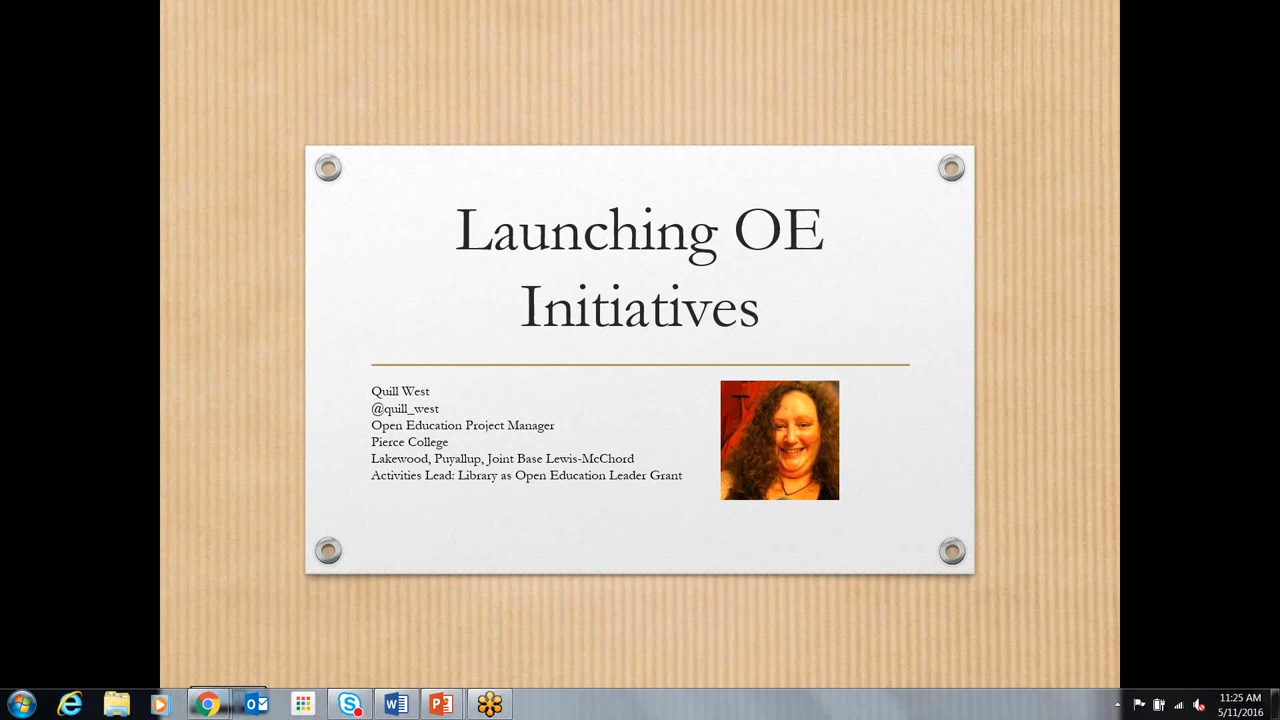 Launching OE
Initiatives
Quill West
@quill_west
Open Education Project Manager
Pierce College
Lakewood, Puyallup, Joint Base Lewis-McChord
Activities Lead: Library as Open Education Leader Grant
11:25 AM
5/11/2016